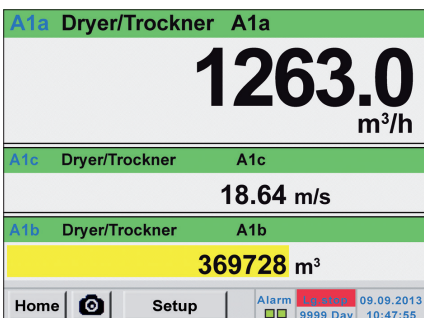 A1a Dryer/Trockner A1a
1263.0
m³/h
A1c Dryer/Trockner A1c
18.64 m/s
A1b Dryer/Trockner A1b
369728 m³
Home Setup Alarm Lg.stop 09.09.2013
9999 Day 10:47:55